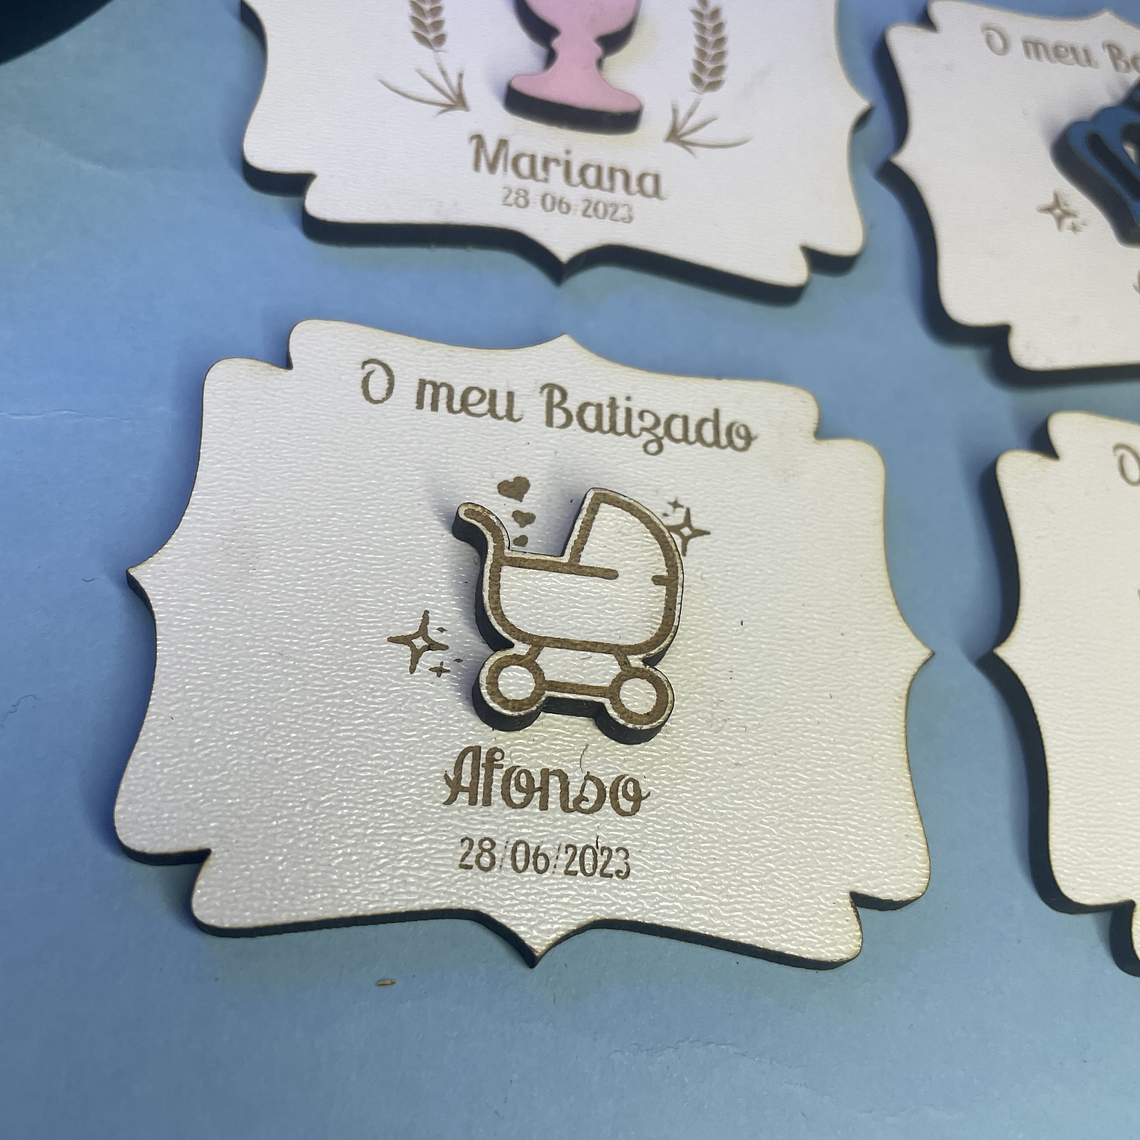 Mariana
28/06/2023
O meu
O meu Batizado
Afonso
28/06/2023